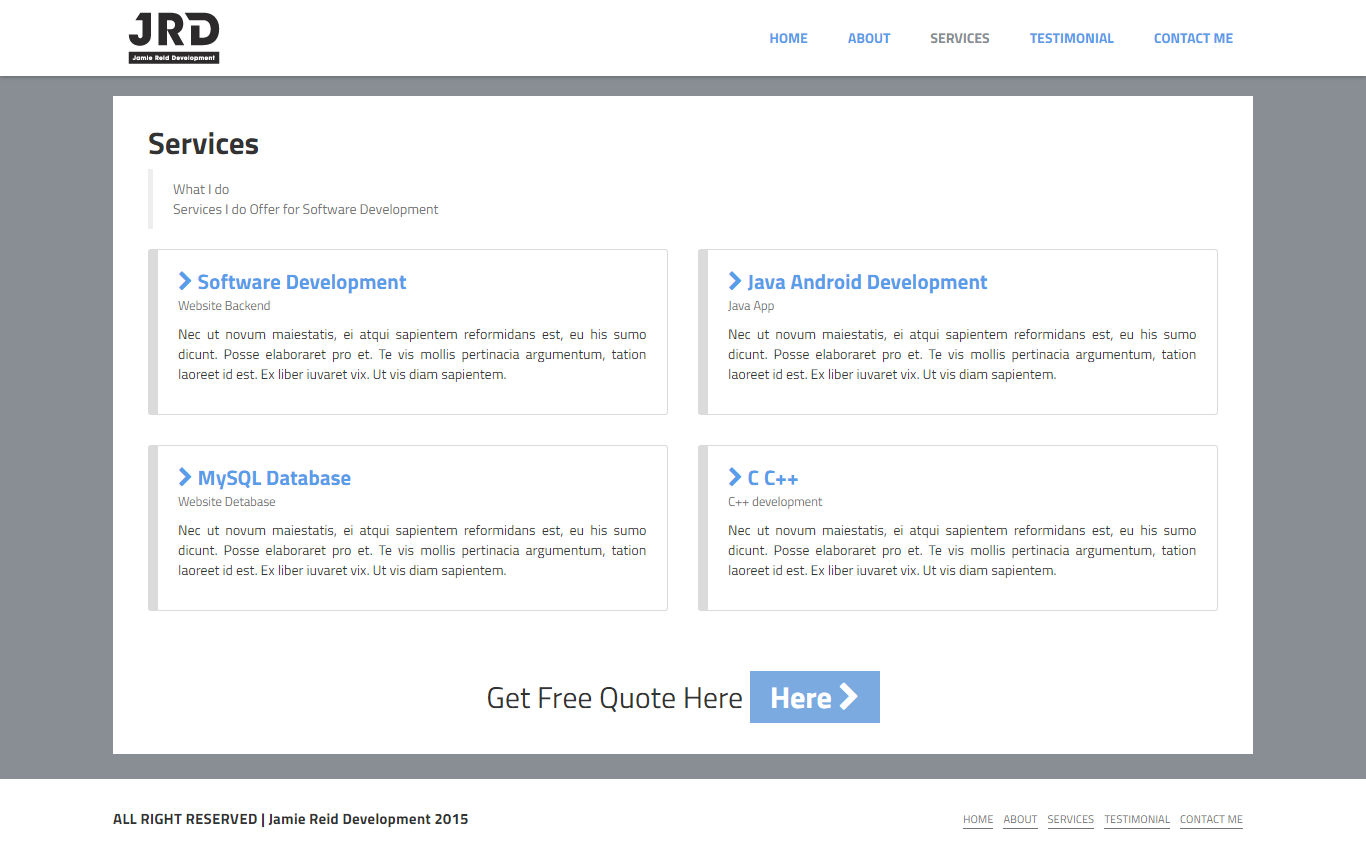 JRD
Jamie Reid Development
HOME ABOUT SERVICES TESTIMONIAL CONTACT ME
Services
What I do
Services I do Offer for Software Development
Software Development
Website Backend
Nec ut novum maiestatis, ei atqui sapientem reformidans est, eu his sumo
dicunt. Posse elaboraret pro et. Te vis mollis pertinacia argumentum, tation
laoreet id est. Ex liber iuvaret vix. Ut vis diam sapientem.
Java Android Development
Java App
Nec ut novum maiestatis, ei atqui sapientem reformidans est, eu his sumo
dicunt. Posse elaboraret pro et. Te vis mollis pertinacia argumentum, tation
laoreet id est. Ex liber iuvaret vix. Ut vis diam sapientem.
MySQL Database
Website Detabase
Nec ut novum maiestatis, ei atqui sapientem reformidans est, eu his sumo
dicunt. Posse elaboraret pro et. Te vis mollis pertinacia argumentum, tation
laoreet id est. Ex liber iuvaret vix. Ut vis diam sapientem.
C C++
C++ development
Nec ut novum maiestatis, ei atqui sapientem reformidans est, eu his sumo
dicunt. Posse elaboraret pro et. Te vis mollis pertinacia argumentum, tation
laoreet id est. Ex liber iuvaret vix. Ut vis diam sapientem.
Get Free Quote Here Here
ALL RIGHT RESERVED | Jamie Reid Development 2015
HOME ABOUT SERVICES TESTIMONIAL CONTACT ME